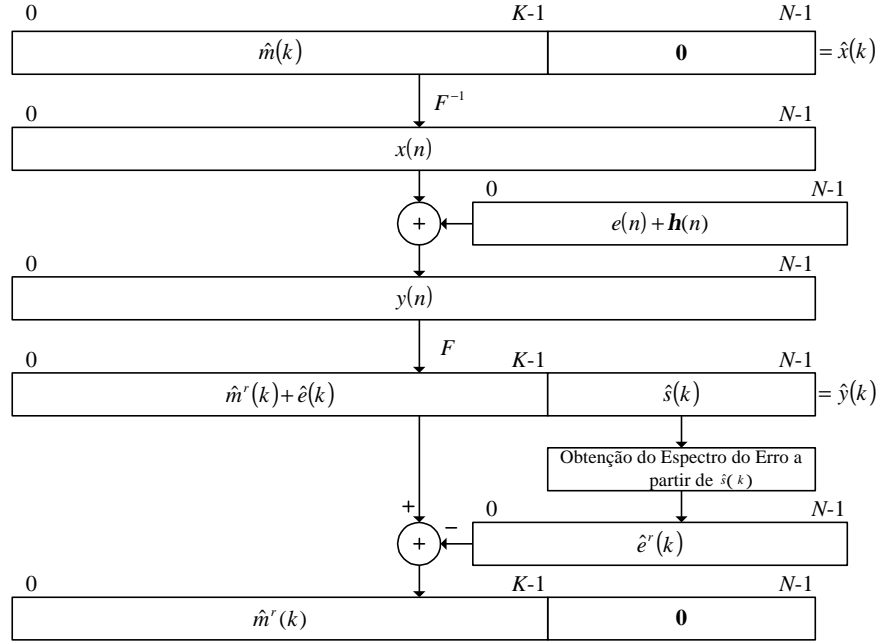 0 K-1 N-1
m̂(k) 0 = x̂(k)
F⁻¹
0 N-1
x(n)
0 N-1
+ e(n)+h(n)
0 N-1
y(n)
F
0 K-1 N-1
m̂ʳ(k)+ê(k) ŝ(k) = ŷ(k)
Obtenção do Espectro do Erro a
partir de ŝ(k)
0 N-1
+ −
+ êʳ(k)
0 K-1 N-1
m̂ʳ(k) 0